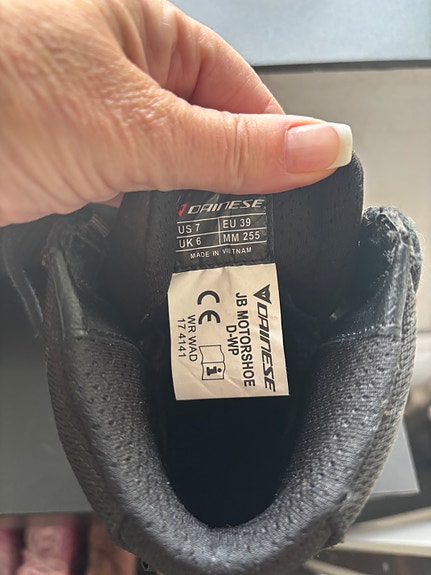 DAINESE
US 7 EU 39
UK 6 MM 255
MADE IN VIETNAM
DAINESE
JB MOTORSHOE
D-WP
CE
WR WAD
17 4141
i